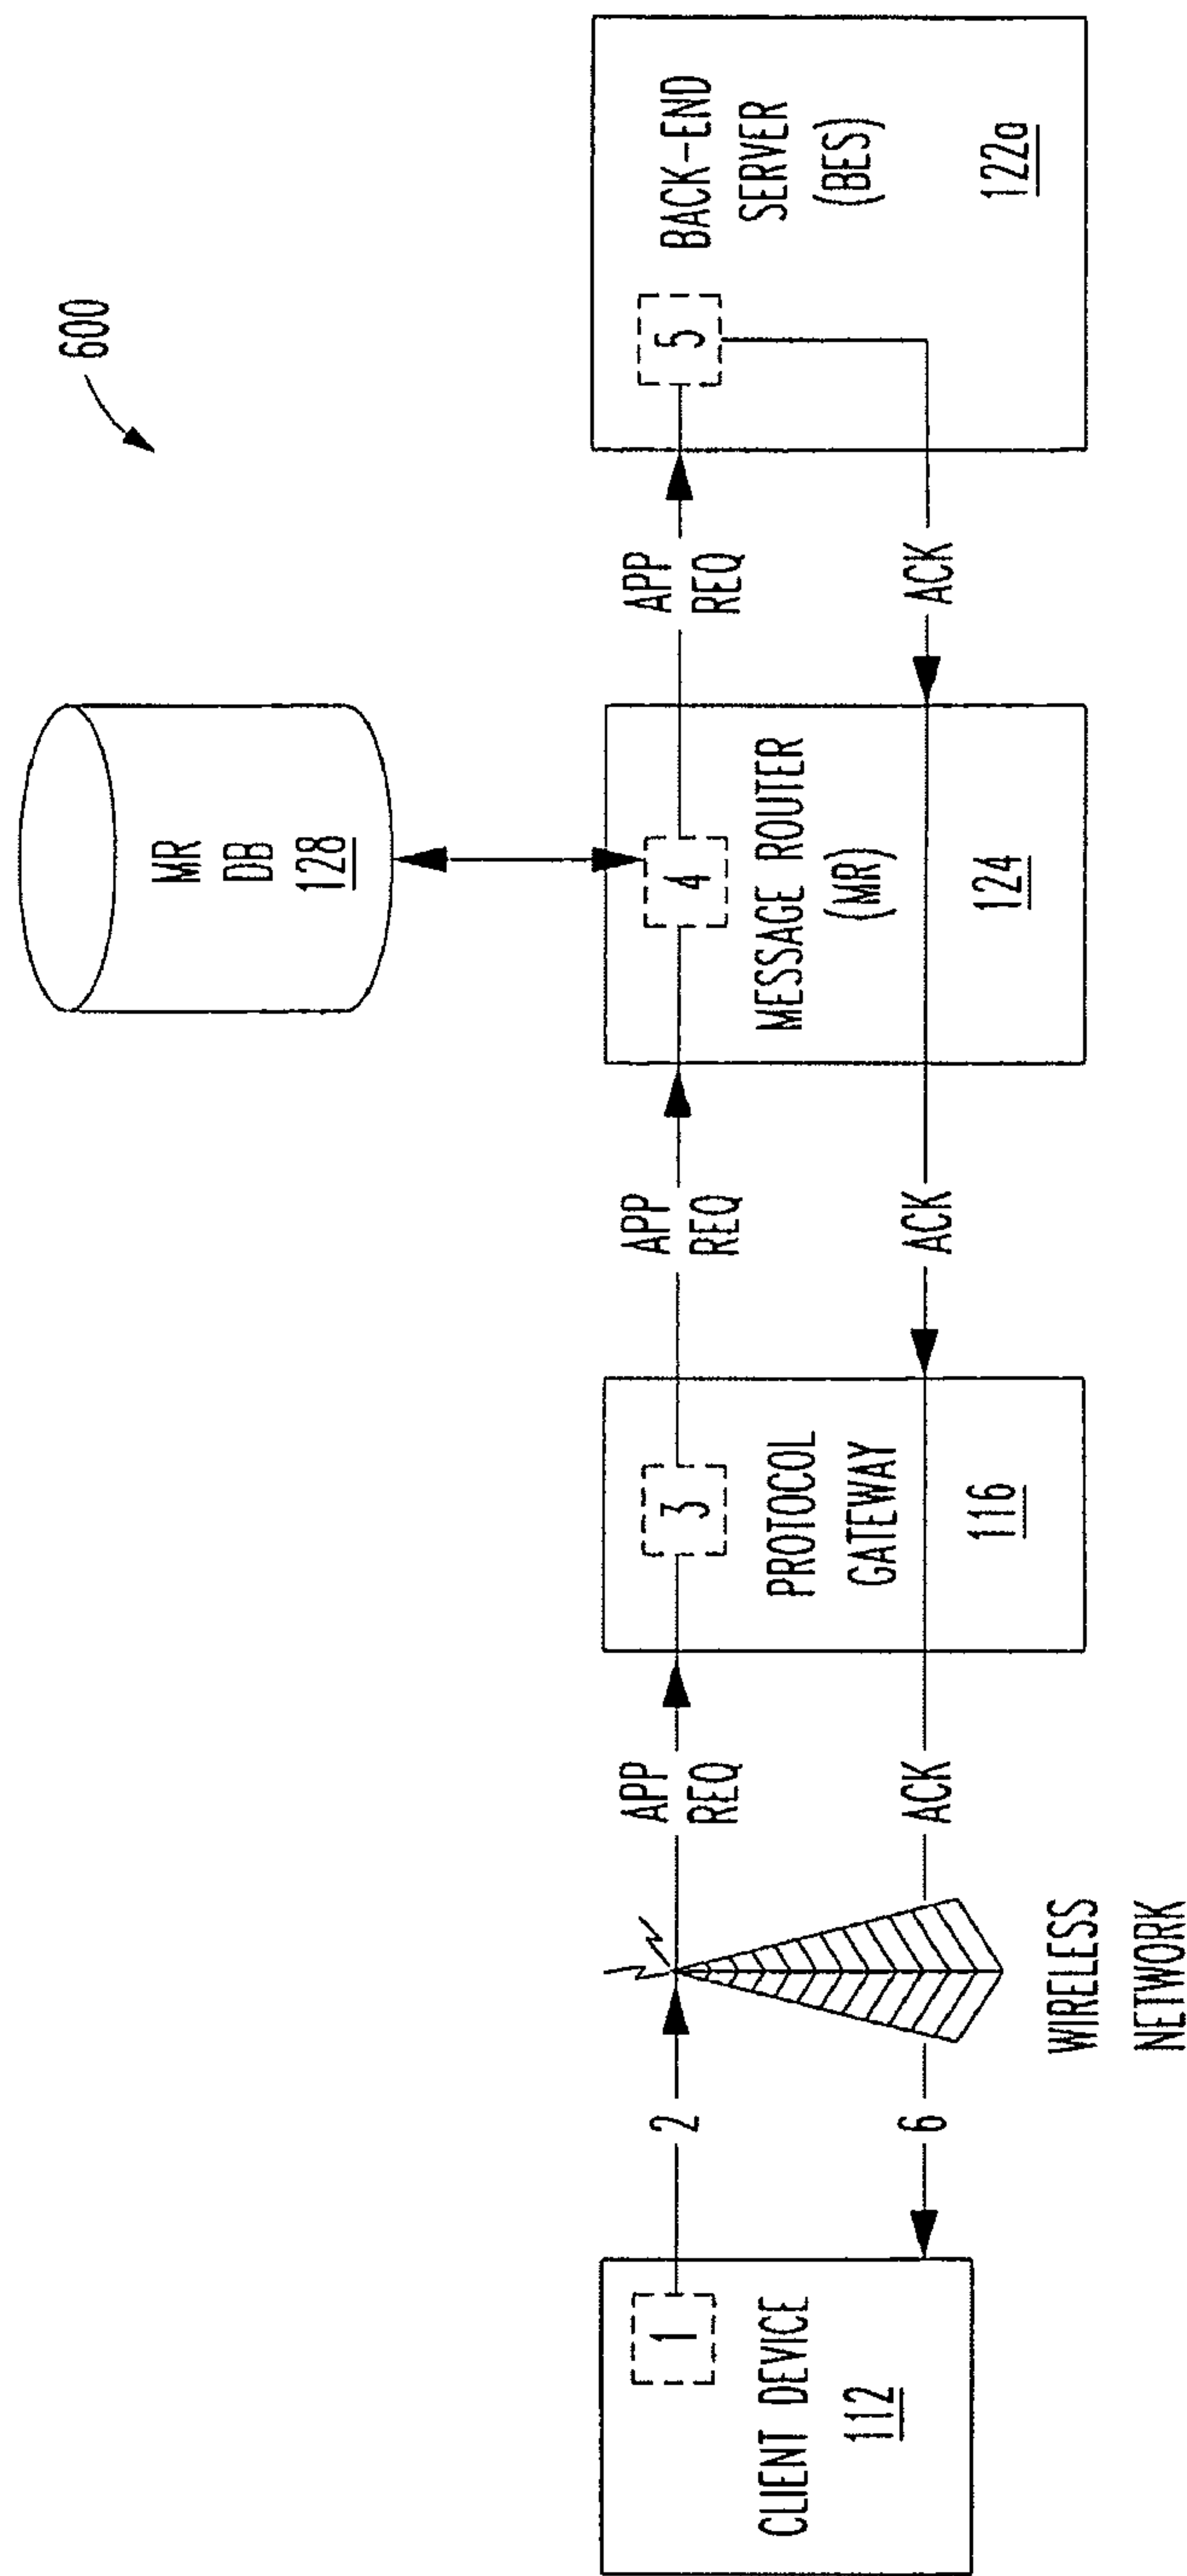 600
MR
DB
128
1
CLIENT DEVICE
112
2
6
WIRELESS
NETWORK
APP
REQ
ACK
3
PROTOCOL
GATEWAY
116
APP
REQ
ACK
4
MESSAGE ROUTER
(MR)
124
APP
REQ
ACK
5
BACK-END
SERVER
(BES)
122a